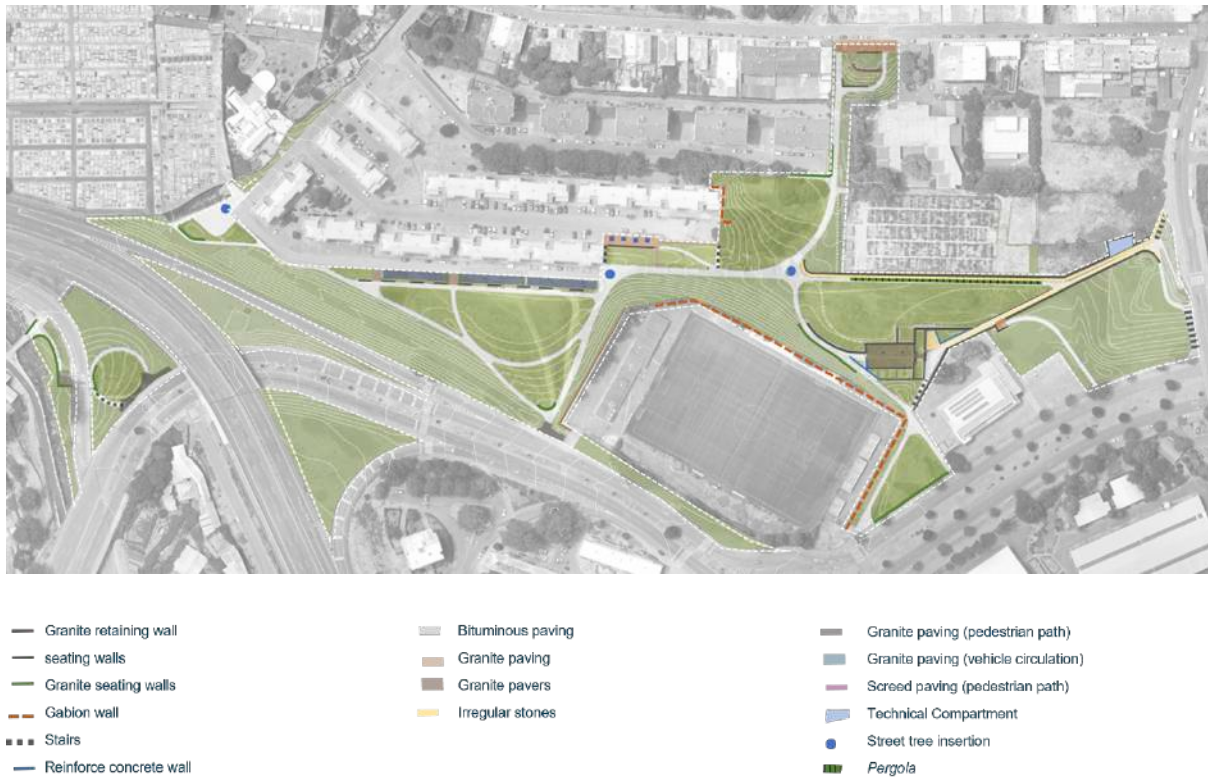 Granite retaining wall
seating walls
Granite seating walls
Gabion wall
Stairs
Reinforce concrete wall
Bituminous paving
Granite paving
Granite pavers
Irregular stones
Granite paving (pedestrian path)
Granite paving (vehicle circulation)
Screed paving (pedestrian path)
Technical Compartment
Street tree insertion
Pergola